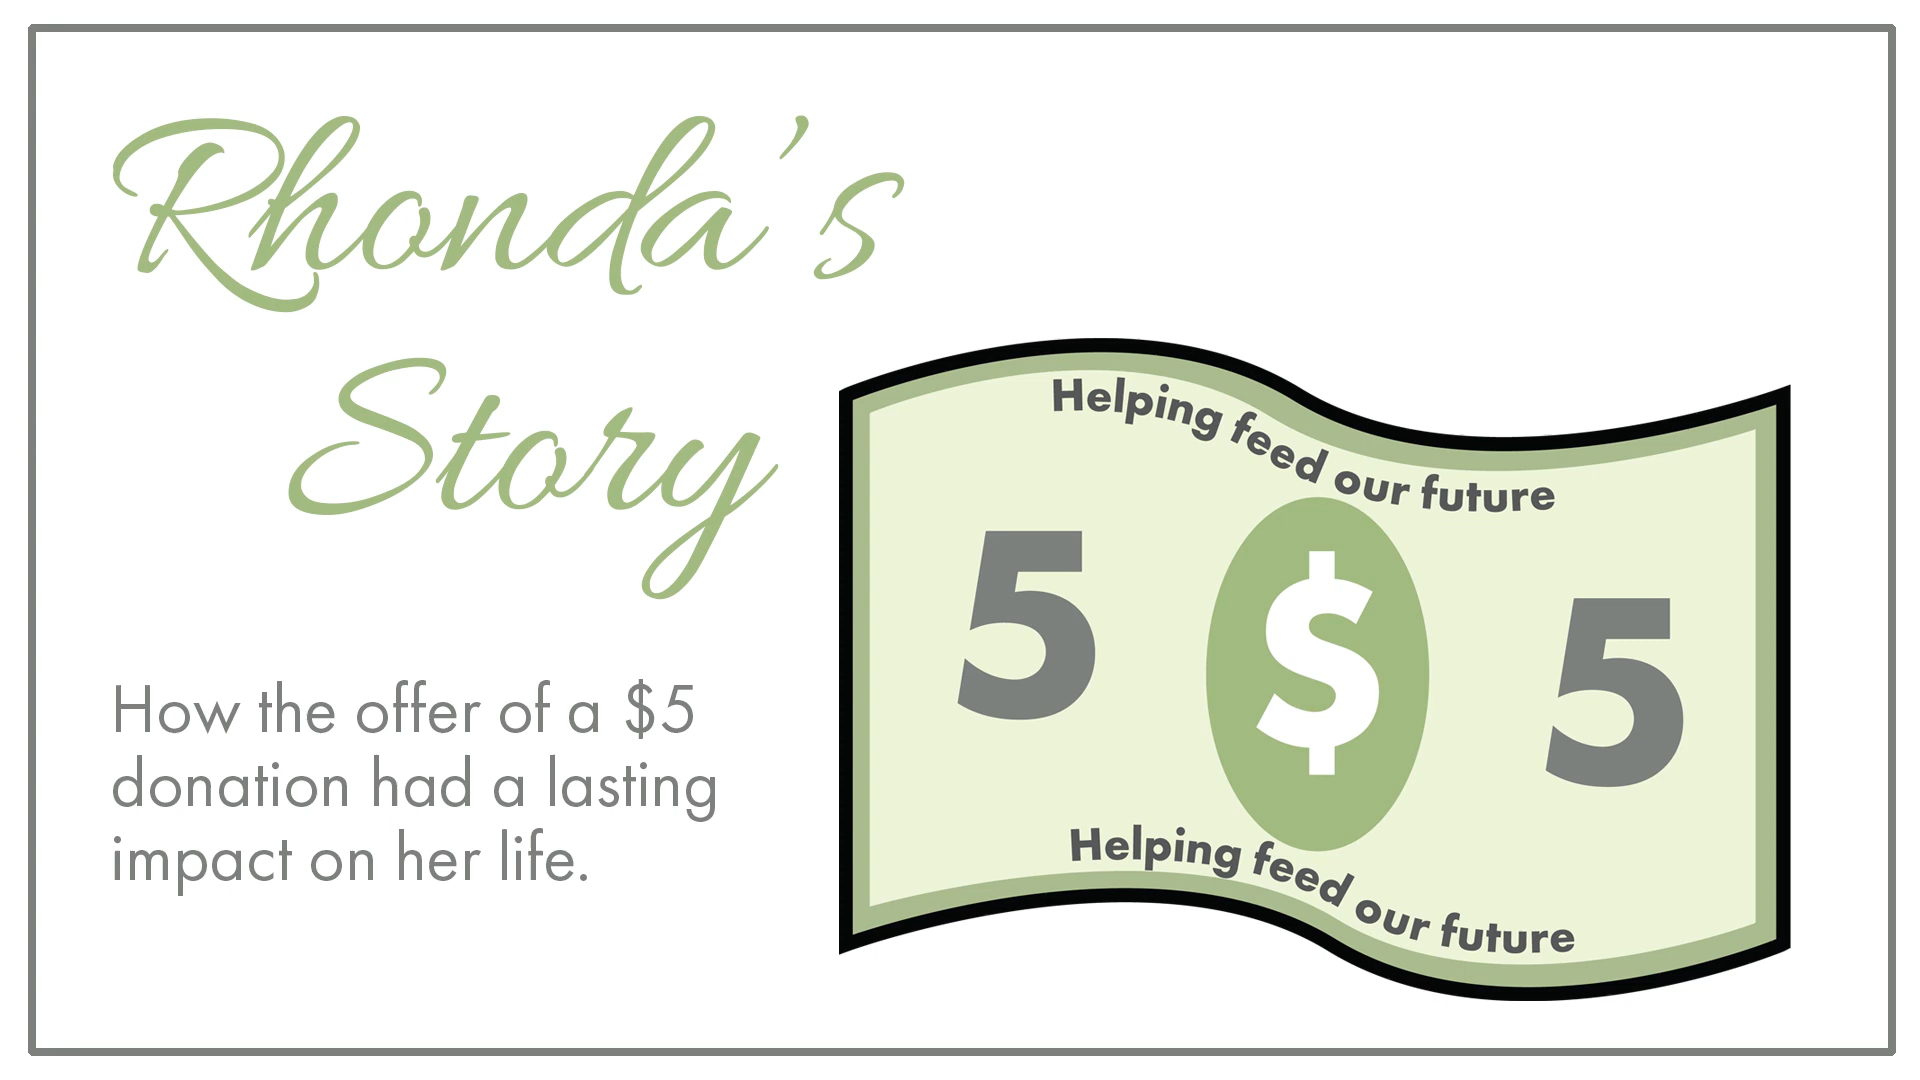 Rhonda's
Story
How the offer of a $5
donation had a lasting
impact on her life.
Helping feed our future
5 $ 5
Helping feed our future